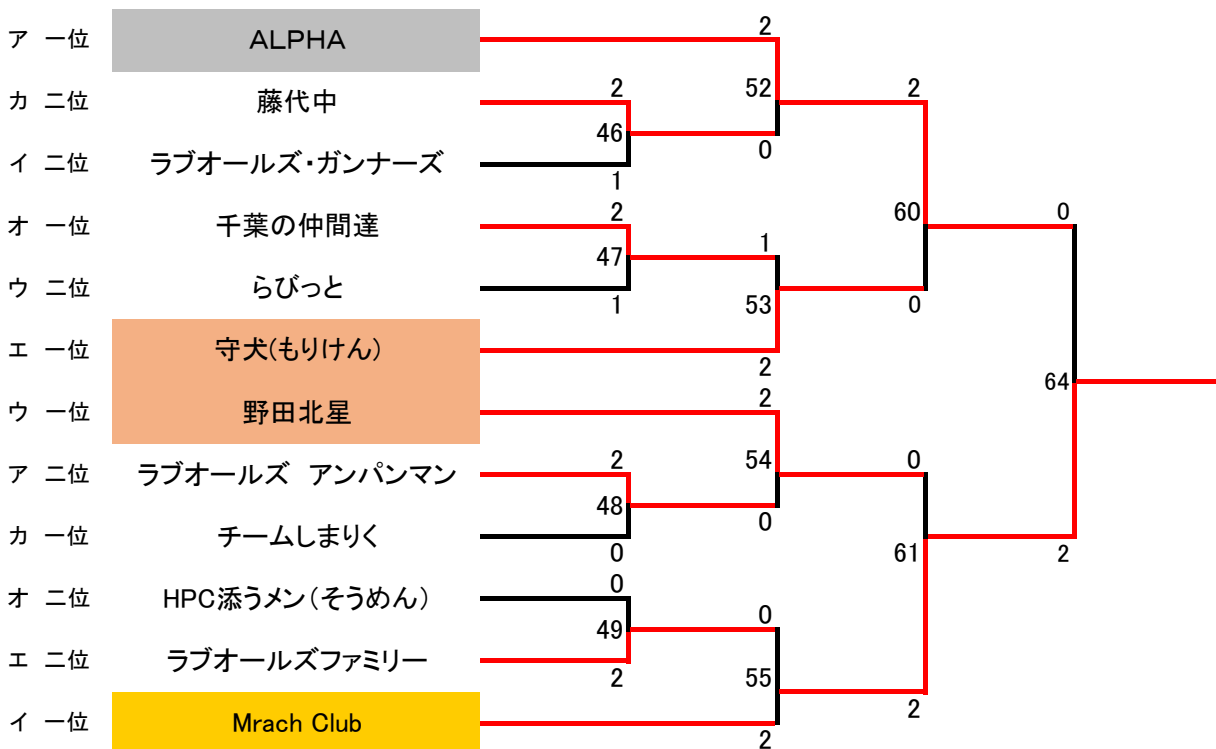 ア 一位 ALPHA 2
カ 二位 藤代中 2 52 2
46 0
イ 二位 ラブオールズ・ガンナーズ 1
オ 一位 千葉の仲間達 2 60 0
47 1
ウ 二位 らびっと 1 53 0
エ 一位 守犬(もりけん) 2
64
ウ 一位 野田北星 2
ア 二位 ラブオールズ アンパンマン 2 54 0
48 0
カ 一位 チームしまりく 0 61 2
オ 二位 HPC添うメン(そうめん) 0
49 0
エ 二位 ラブオールズファミリー 2 55 2
イ 一位 Mrach Club 2